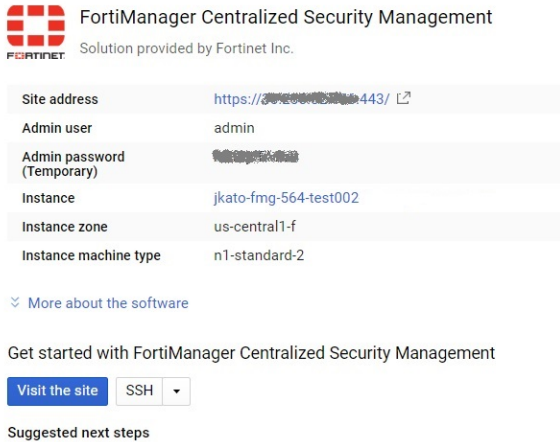 FortiManager Centralized Security Management
Solution provided by Fortinet Inc.
FORTINET
Site address https:// 443/
Admin user admin
Admin password
(Temporary)
Instance jkato-fmg-564-test002
Instance zone us-central1-f
Instance machine type n1-standard-2
More about the software
Get started with FortiManager Centralized Security Management
Visit the site SSH
Suggested next steps